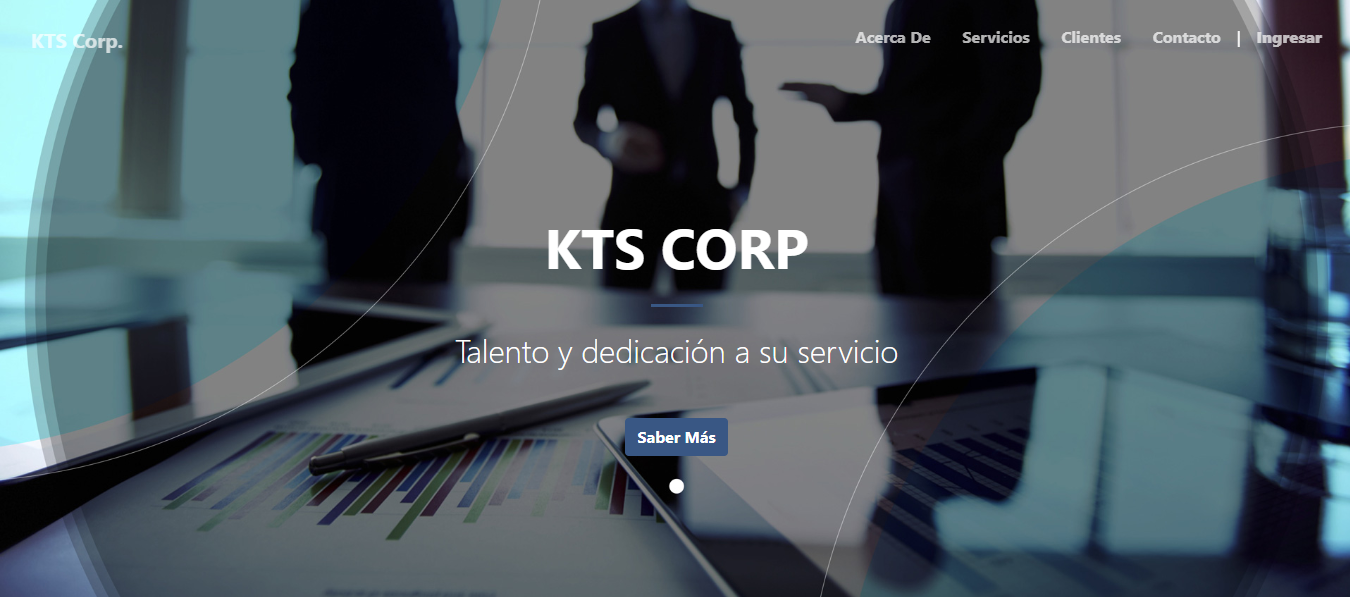 KTS Corp.
Acerca De Servicios Clientes Contacto | Ingresar
KTS CORP
Talento y dedicación a su servicio
Saber Más